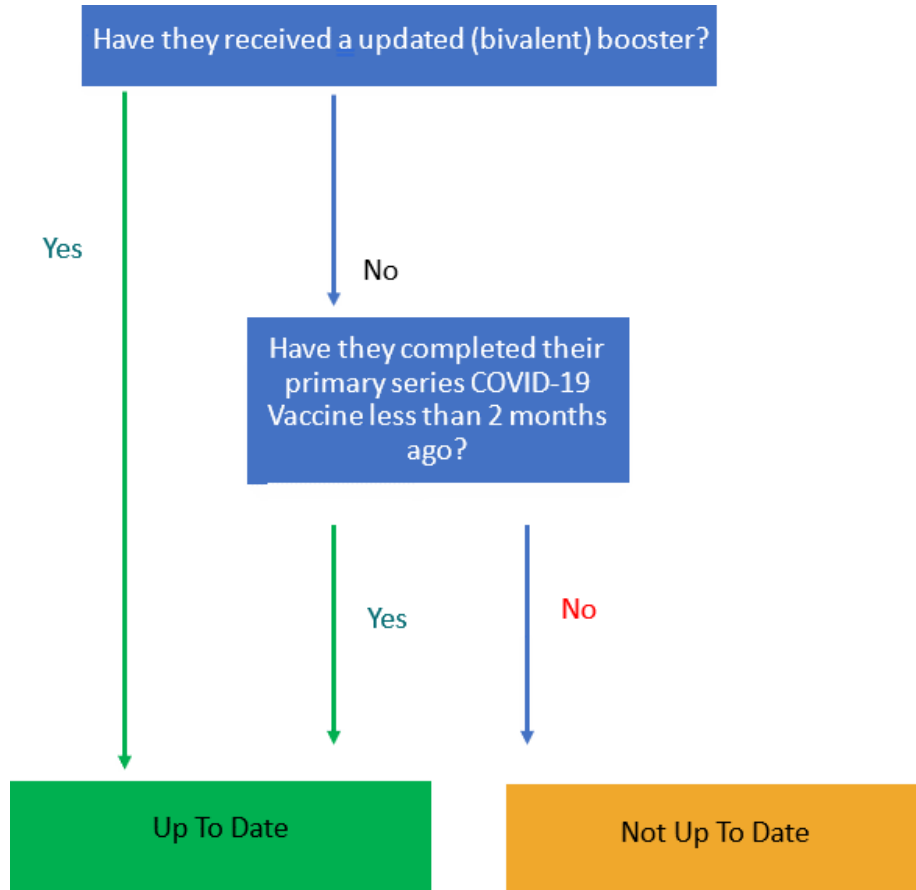 Have they received a updated (bivalent) booster?
Yes
No
Have they completed their
primary series COVID-19
Vaccine less than 2 months
ago?
Yes
No
Up To Date
Not Up To Date